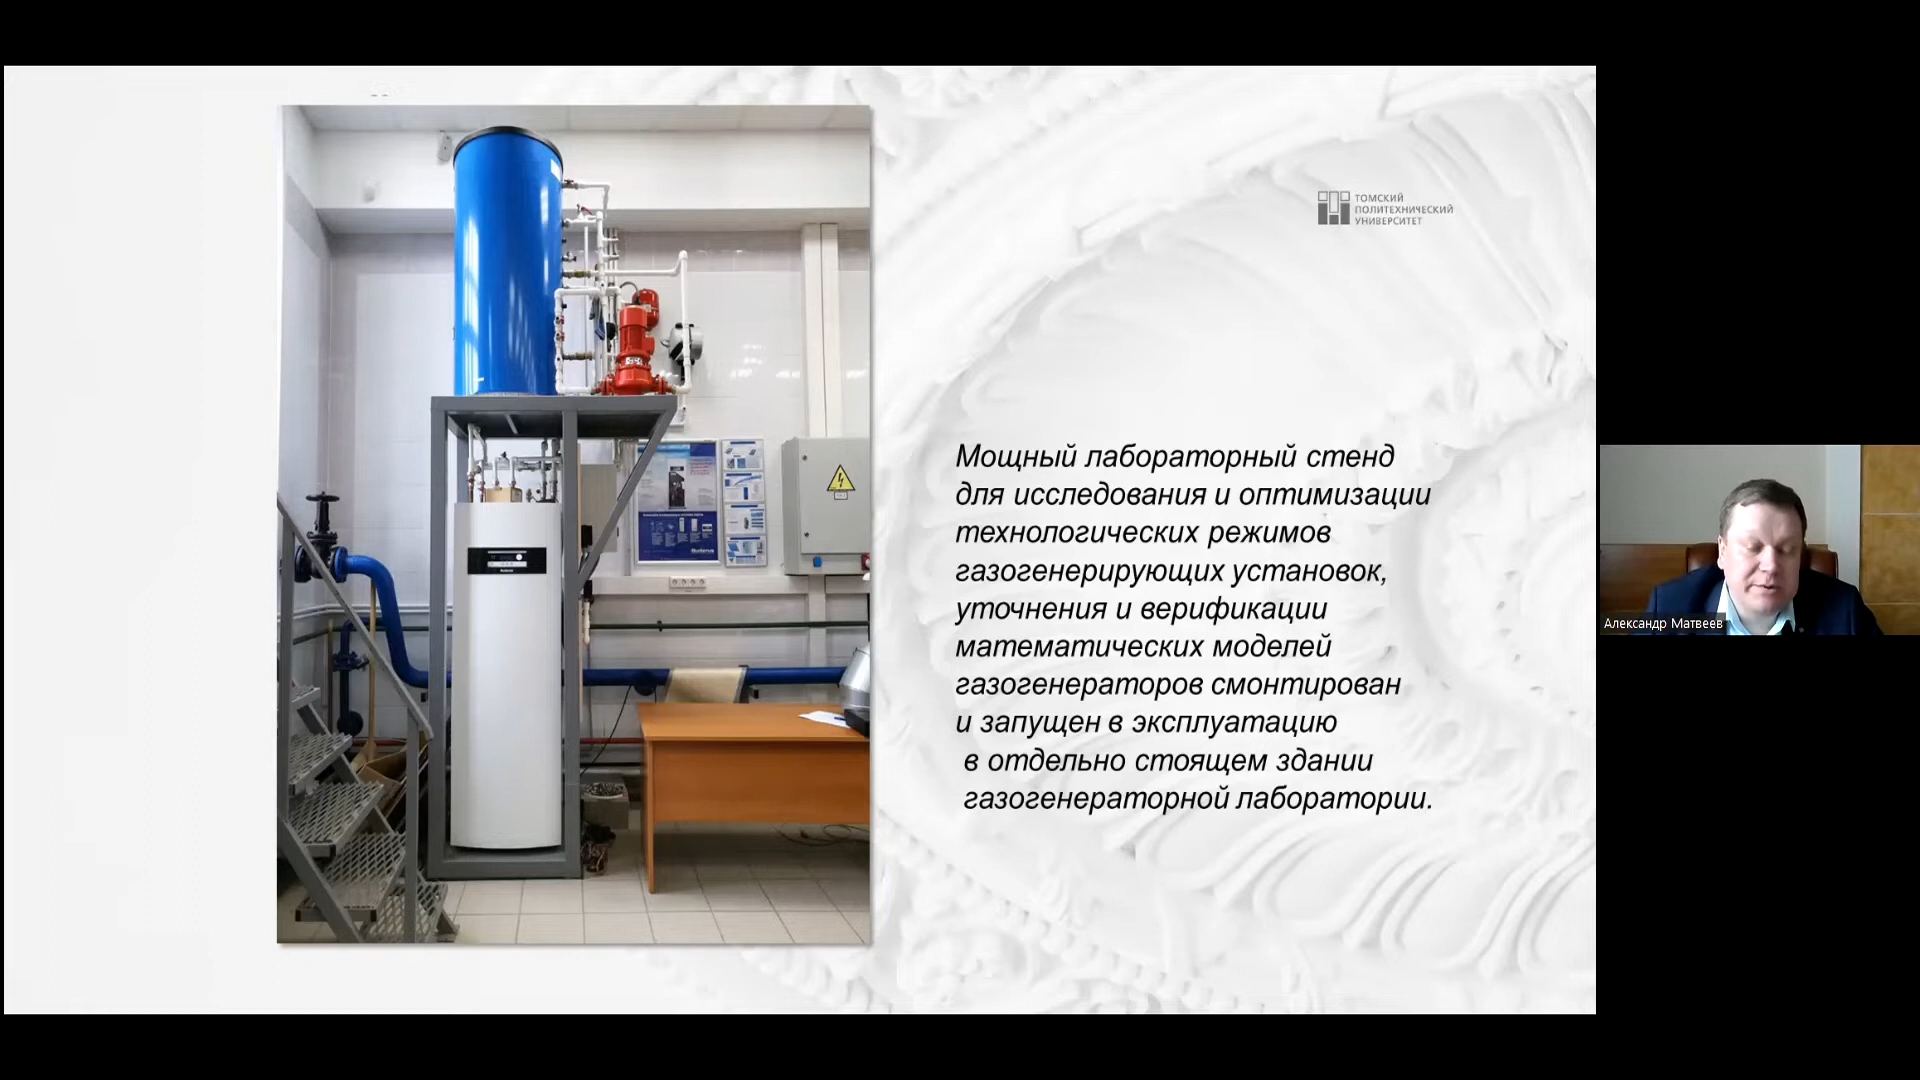 ТОМСКИЙ
ПОЛИТЕХНИЧЕСКИЙ
УНИВЕРСИТЕТ
Мощный лабораторный стенд
для исследования и оптимизации
технологических режимов
газогенерирующих установок,
уточнения и верификации
математических моделей
газогенераторов смонтирован
и запущен в эксплуатацию
в отдельно стоящем здании
газогенераторной лаборатории.
Buderus
Александр Матвеев